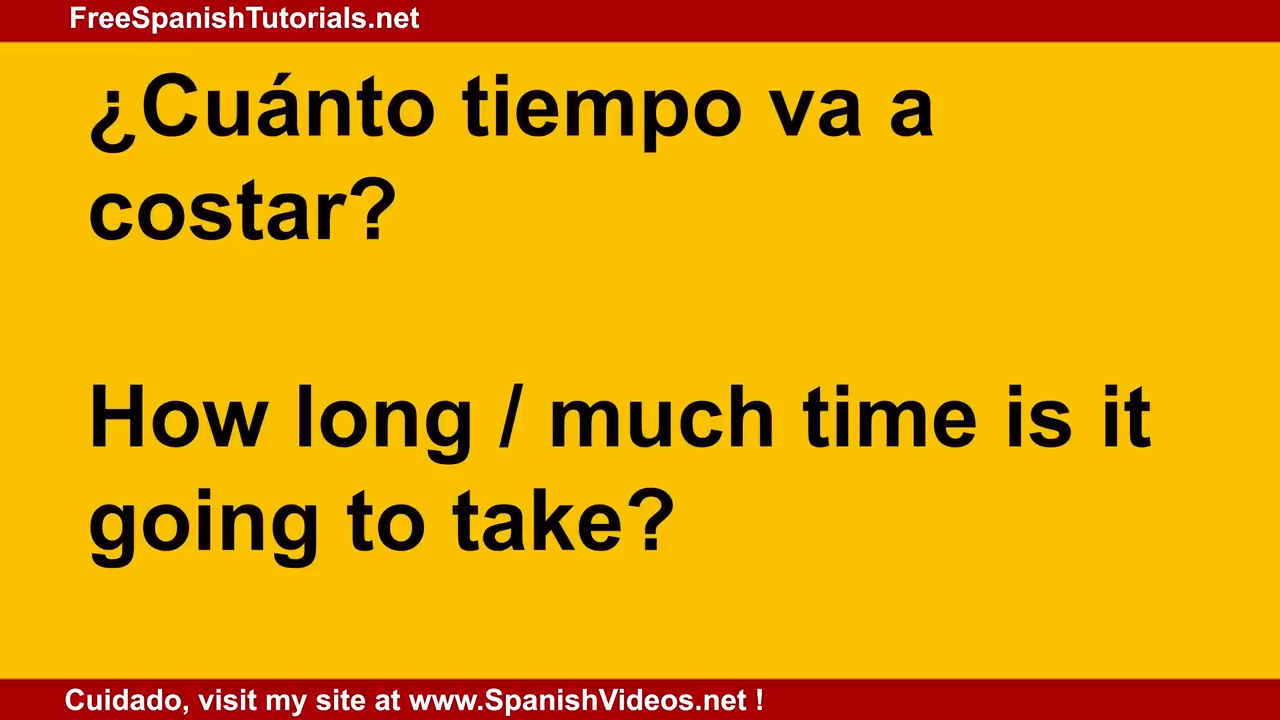 FreeSpanishTutorials.net
¿Cuánto tiempo va a
costar?
How long / much time is it
going to take?
Cuidado, visit my site at www.SpanishVideos.net !